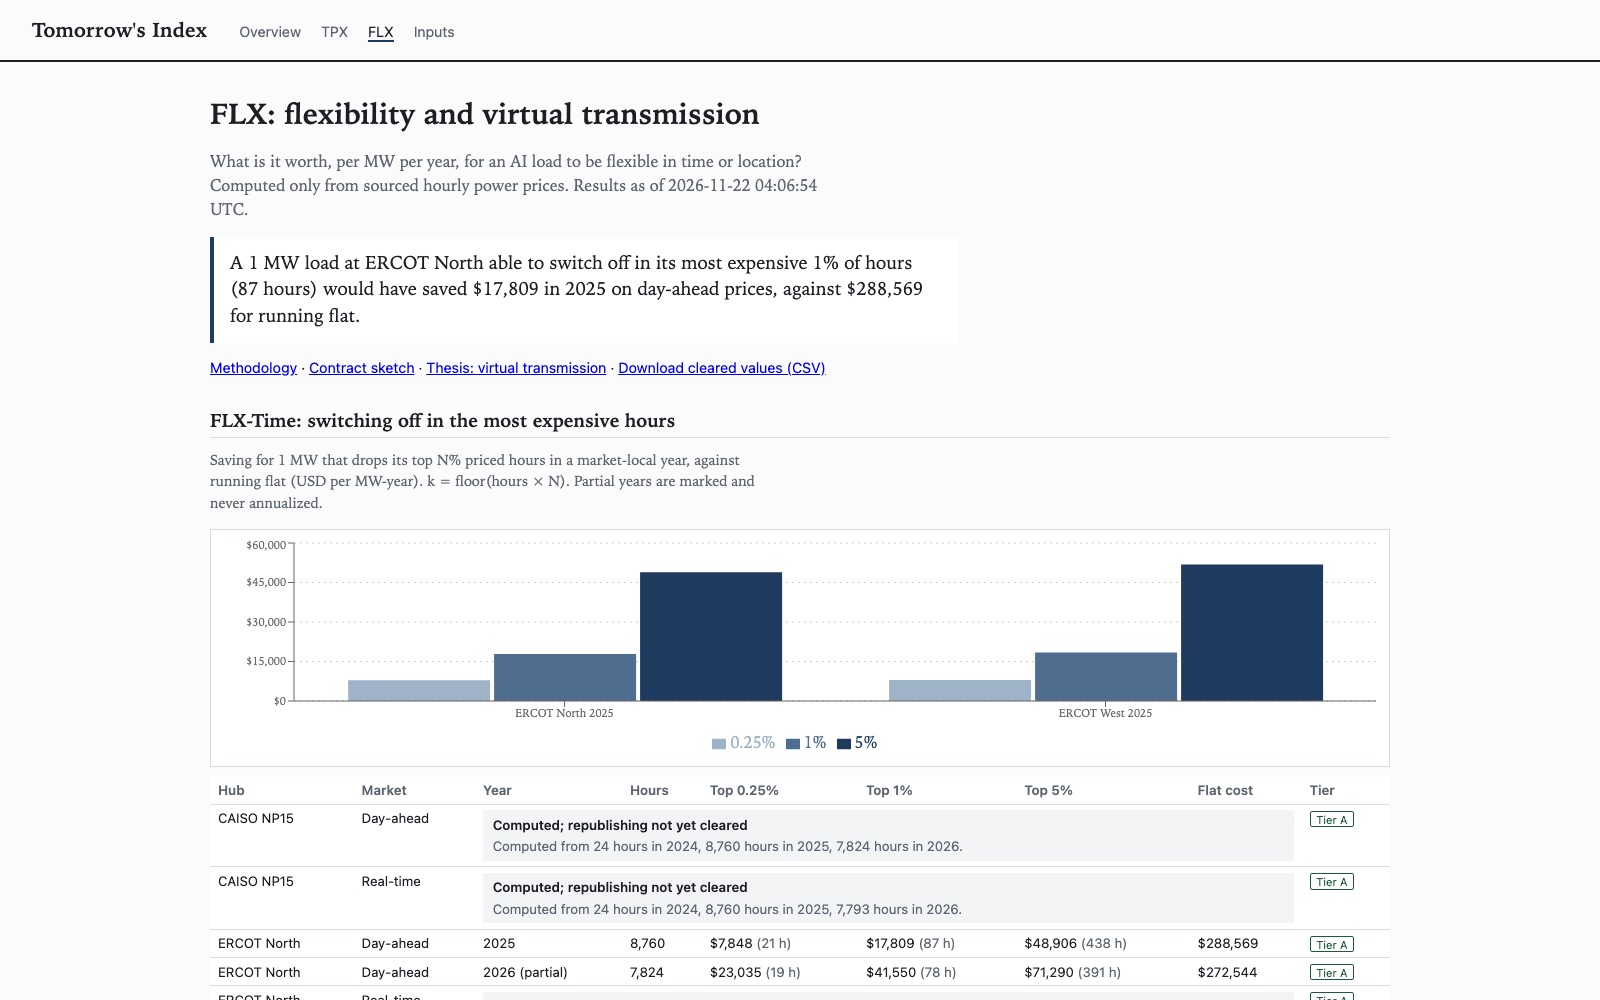 Tomorrow's Index Overview TPX FLX Inputs
FLX: flexibility and virtual transmission
What is it worth, per MW per year, for an AI load to be flexible in time or location?
Computed only from sourced hourly power prices. Results as of 2026-11-22 04:06:54
UTC.
A 1 MW load at ERCOT North able to switch off in its most expensive 1% of hours
(87 hours) would have saved $17,809 in 2025 on day-ahead prices, against $288,569
for running flat.
Methodology · Contract sketch · Thesis: virtual transmission · Download cleared values (CSV)
FLX-Time: switching off in the most expensive hours
Saving for 1 MW that drops its top N% priced hours in a market-local year, against
running flat (USD per MW-year). k = floor(hours × N). Partial years are marked and
never annualized.
$60,000
$45,000
$30,000
$15,000
$0
ERCOT North 2025 ERCOT West 2025
0.25% 1% 5%
Hub Market Year Hours Top 0.25% Top 1% Top 5% Flat cost Tier
CAISO NP15 Day-ahead Computed; republishing not yet cleared Tier A
Computed from 24 hours in 2024, 8,760 hours in 2025, 7,824 hours in 2026.
CAISO NP15 Real-time Computed; republishing not yet cleared Tier A
Computed from 24 hours in 2024, 8,760 hours in 2025, 7,793 hours in 2026.
ERCOT North Day-ahead 2025 8,760 $7,848 (21 h) $17,809 (87 h) $48,906 (438 h) $288,569 Tier A
ERCOT North Day-ahead 2026 (partial) 7,824 $23,035 (19 h) $41,550 (78 h) $71,290 (391 h) $272,544 Tier A
ERCOT North Real-time Tier A